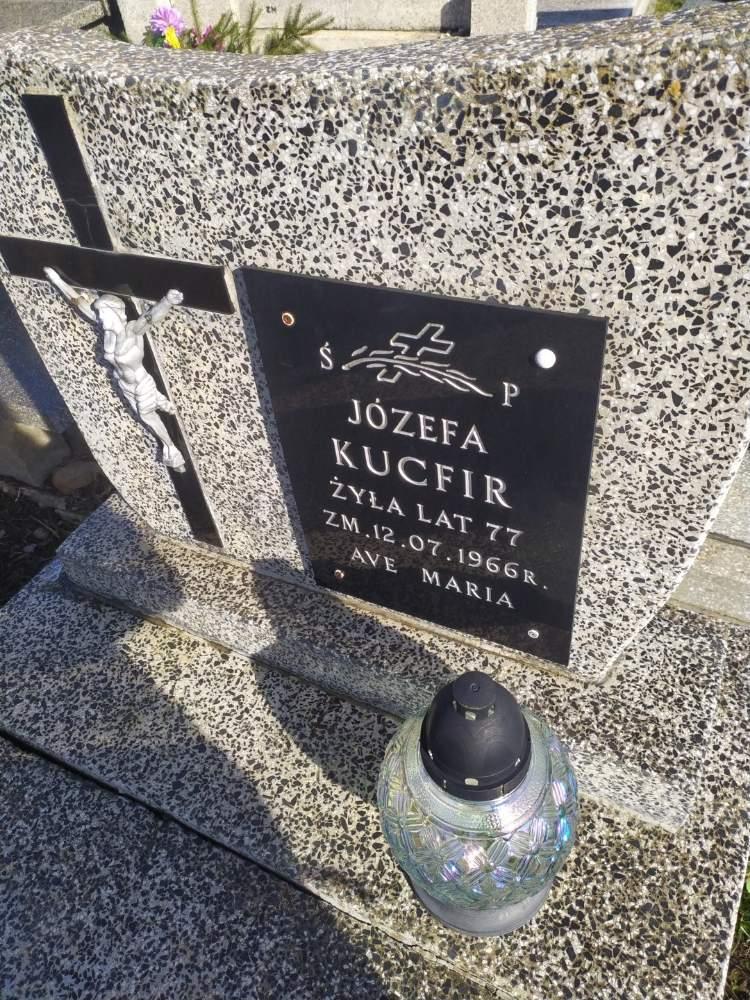 Ś P
JÓZEFA
KUCFIR
ŻYŁA LAT 77
ZM.12.07.1966R.
AVE MARIA